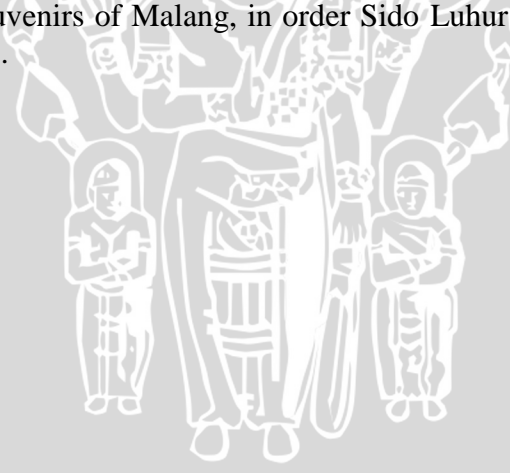 uvenirs of Malang, in order Sido Luhur
.